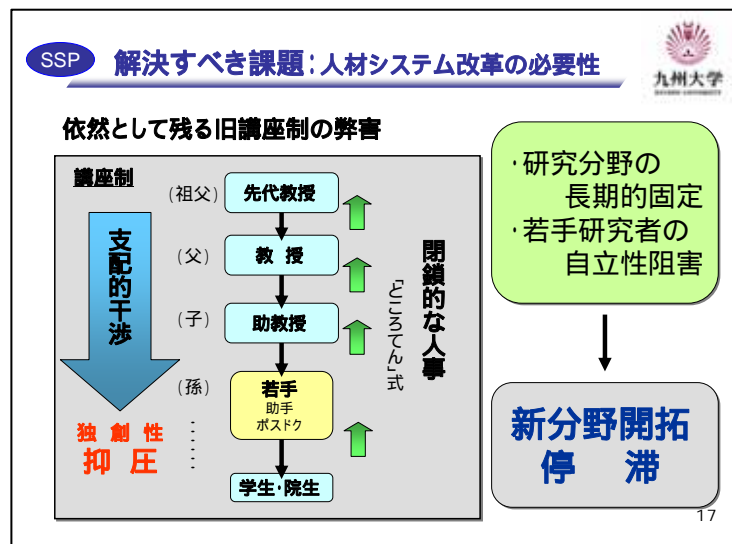 SSP
解決すべき課題:人材システム改革の必要性
九州大学
依然として残る旧講座制の弊害
講座制
支配的干渉
独創性
抑圧
(祖父)
先代教授
(父)
教 授
(子)
助教授
(孫)
若手
助手
ポスドク
学生・院生
閉鎖的な人事
「ところてん」式
・研究分野の
長期的固定
・若手研究者の
自立性阻害
新分野開拓
停 滞
17